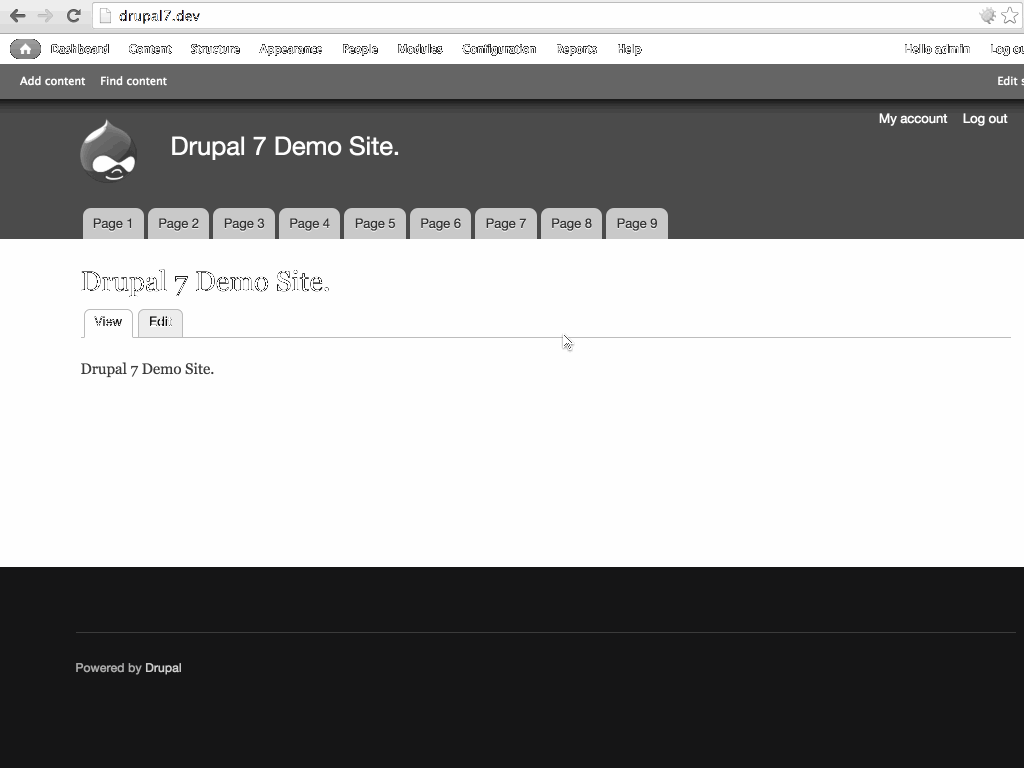 drupal7.dev
Dashboard Content Structure Appearance People Modules Configuration Reports Help Hello admin Log ou
Add content Find content Edit s
My account Log out
Drupal 7 Demo Site.
Page 1 Page 2 Page 3 Page 4 Page 5 Page 6 Page 7 Page 8 Page 9
Drupal 7 Demo Site.
View Edit
Drupal 7 Demo Site.
Powered by Drupal